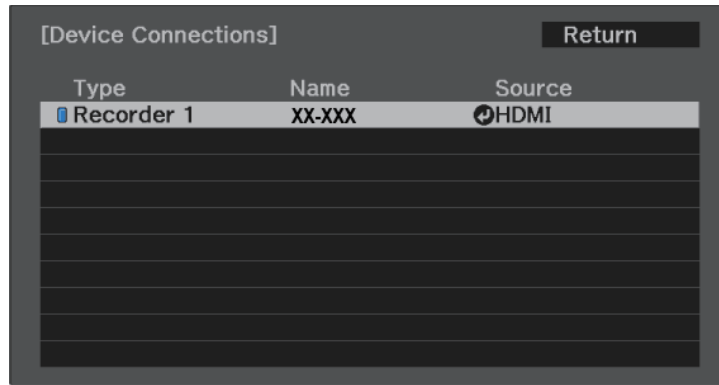 [Device Connections] Return
Type Name Source
Recorder 1 XX-XXX HDMI